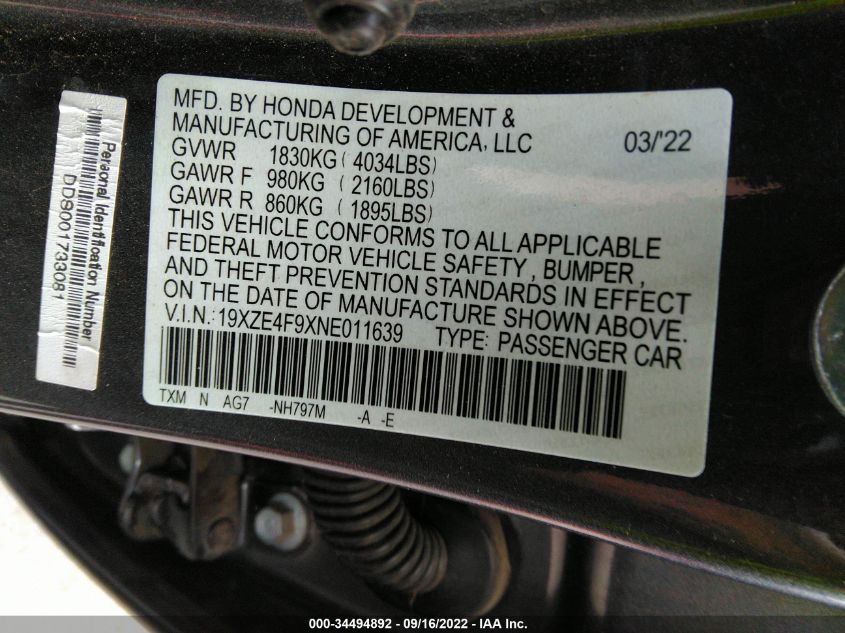 MFD. BY HONDA DEVELOPMENT &
MANUFACTURING OF AMERICA, LLC 03/'22
GVWR 1830KG ( 4034LBS)
GAWR F 980KG ( 2160LBS)
GAWR R 860KG ( 1895LBS)
THIS VEHICLE CONFORMS TO ALL APPLICABLE
FEDERAL MOTOR VEHICLE SAFETY , BUMPER ,
AND THEFT PREVENTION STANDARDS IN EFFECT
ON THE DATE OF MANUFACTURE SHOWN ABOVE.
V.I.N.: 19XZE4F9XNE011639 TYPE: PASSENGER CAR
TXM N AG7 -NH797M -A -E
Personal Identification Number
DDS0001733081
000-34494892 - 09/16/2022 - IAA Inc.